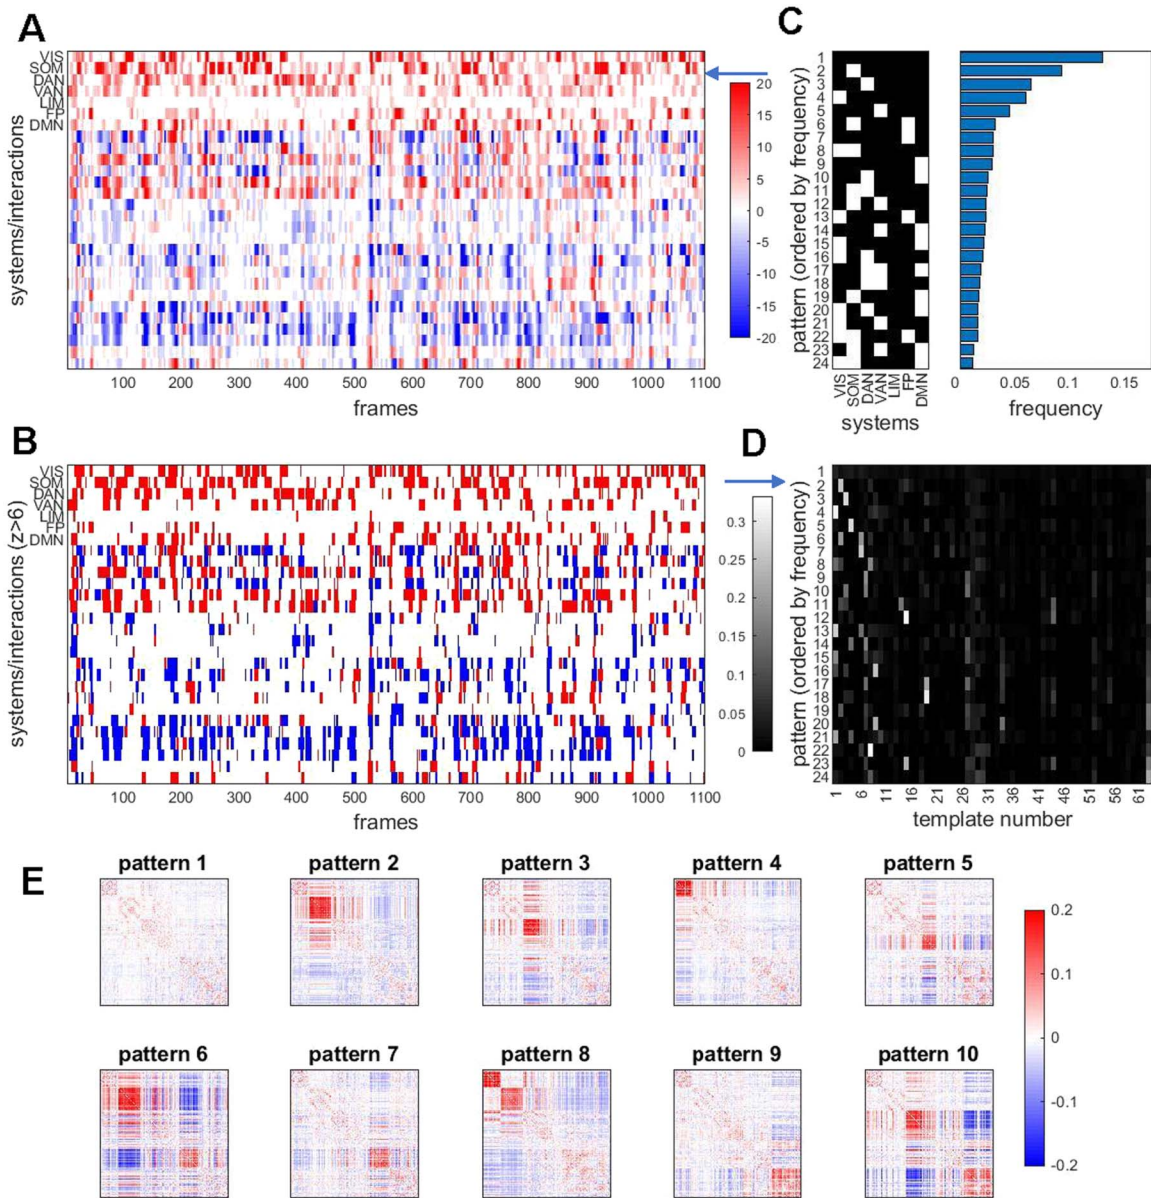 A
systems/interactions
VIS
SOM
DAN
VAN
LIM
FP
DMN
100 200 300 400 500 600 700 800 900 1000 1100
frames
20
15
10
5
0
-5
-10
-15
-20
C
pattern (ordered by frequency)
1
2
3
4
5
6
7
8
9
10
11
12
13
14
15
16
17
18
19
20
21
22
23
24
VIS SOM DAN VAN LIM FP DMN
systems
0 0.05 0.1 0.15
frequency
B
systems/interactions (z>6)
VIS
SOM
DAN
VAN
LIM
FP
DMN
100 200 300 400 500 600 700 800 900 1000 1100
frames
D
0.3
0.25
0.2
0.15
0.1
0.05
0
pattern (ordered by frequency)
1
2
3
4
5
6
7
8
9
10
11
12
13
14
15
16
17
18
19
20
21
22
23
24
1 6 11 16 21 26 31 36 41 46 51 56 61
template number
E
pattern 1 pattern 2 pattern 3 pattern 4 pattern 5
pattern 6 pattern 7 pattern 8 pattern 9 pattern 10
0.2
0.1
0
-0.1
-0.2